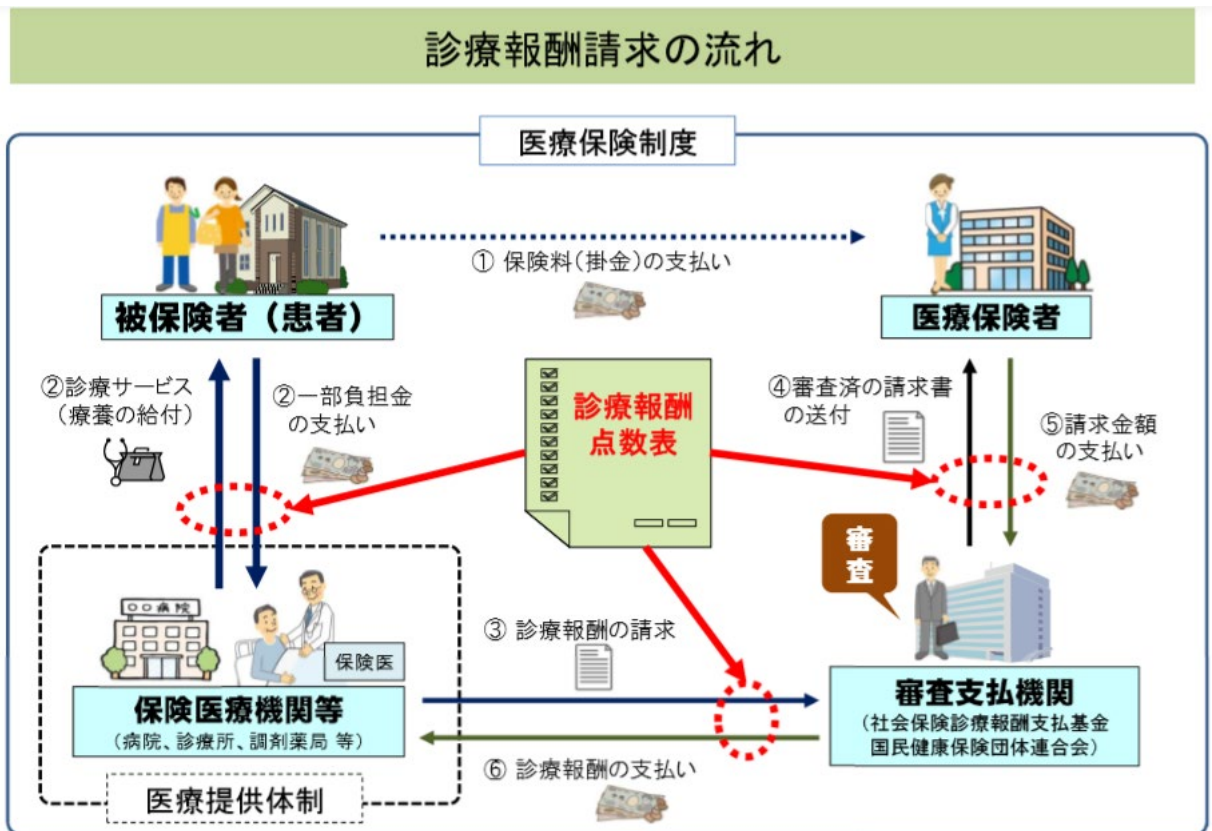 診療報酬請求の流れ
医療保険制度
① 保険料(掛金)の支払い
被保険者（患者）
医療保険者
②診療サービス
（療養の給付）
②一部負担金
の支払い
診療報酬
点数表
④審査済の請求書
の送付
⑤請求金額
の支払い
審
査
○○病院
保険医
③ 診療報酬の請求
保険医療機関等
(病院、診療所、調剤薬局 等)
審査支払機関
(社会保険診療報酬支払基金
国民健康保険団体連合会)
⑥ 診療報酬の支払い
医療提供体制